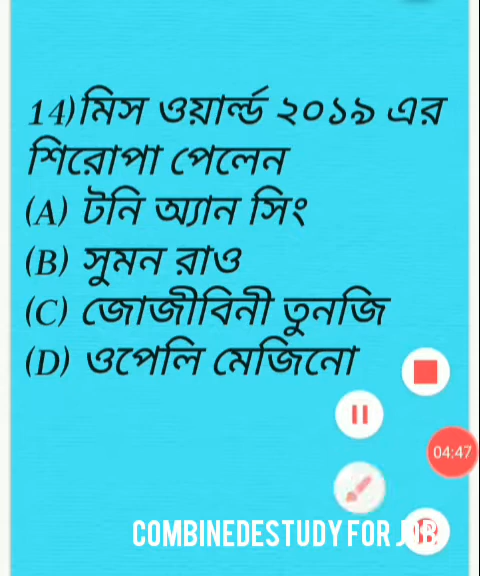 14)মিস ওয়ার্ল্ড ২০১৯ এর
শিরোপা পেলেন
(A) টনি অ্যান সিং
(B) সুমন রাও
(C) জোজীবিনী তুনজি
(D) ওপেলি মেজিনো
04:47
COMBINEDESTUDY FOR JOB